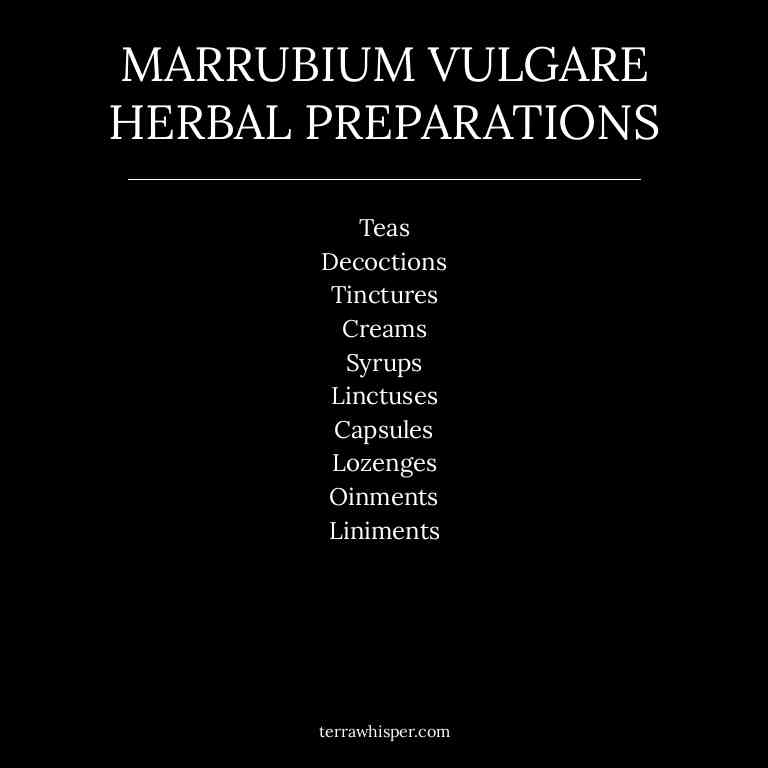 MARRUBIUM VULGARE
HERBAL PREPARATIONS
Teas
Decoctions
Tinctures
Creams
Syrups
Linctuses
Capsules
Lozenges
Oinments
Liniments
terrawhisper.com